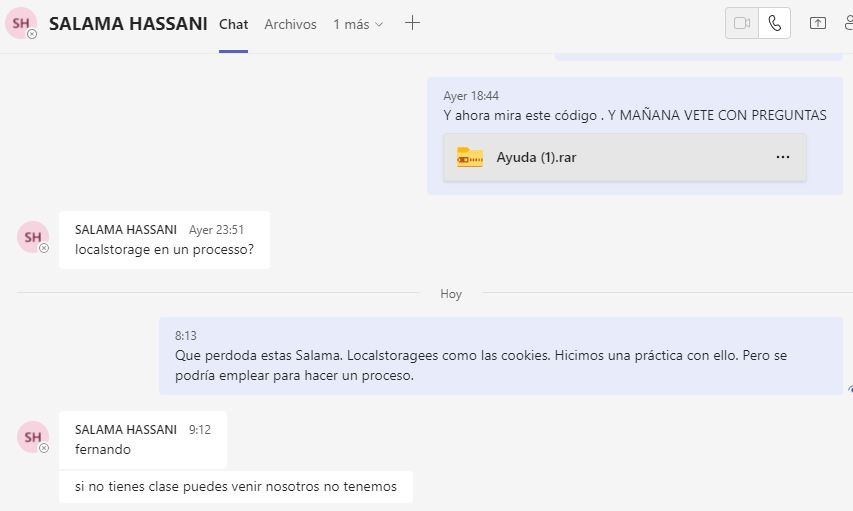 SH SALAMA HASSANI Chat Archivos 1 más
Ayer 18:44
Y ahora mira este código . Y MAÑANA VETE CON PREGUNTAS
Ayuda (1).rar
SH SALAMA HASSANI Ayer 23:51
localstorage en un processo?
Hoy
8:13
Que perdoda estas Salama. Localstoragees como las cookies. Hicimos una práctica con ello. Pero se
podría emplear para hacer un proceso.
SH SALAMA HASSANI 9:12
fernando
si no tienes clase puedes venir nosotros no tenemos